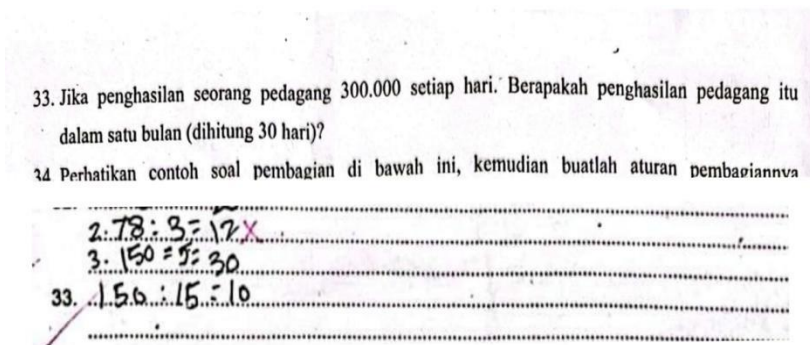 33. Jika penghasilan seorang pedagang 300.000 setiap hari. Berapakah penghasilan pedagang itu
dalam satu bulan (dihitung 30 hari)?
34 Perhatikan contoh soal pembagian di bawah ini, kemudian buatlah aturan pembagiannya
2. 78 : 3 = 12 x
3. 150 = 5 = 30
33. 150 : 15 = 10